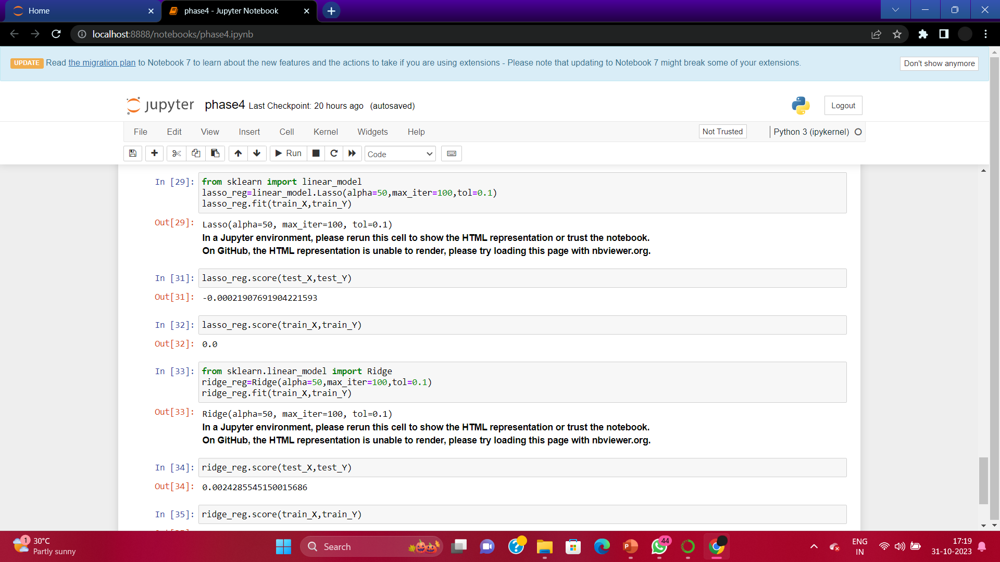 Home
phase4 - Jupyter Notebook
localhost:8888/notebooks/phase4.ipynb
UPDATE Read the migration plan to Notebook 7 to learn about the new features and the actions to take if you are using extensions - Please note that updating to Notebook 7 might break some of your extensions.
Don't show anymore
jupyter phase4 Last Checkpoint: 20 hours ago (autosaved)
Logout
File Edit View Insert Cell Kernel Widgets Help
Not Trusted
Python 3 (ipykernel)
Run
Code
In [29]: from sklearn import linear_model
lasso_reg=linear_model.Lasso(alpha=50,max_iter=100,tol=0.1)
lasso_reg.fit(train_X,train_Y)
Out[29]: Lasso(alpha=50, max_iter=100, tol=0.1)
In a Jupyter environment, please rerun this cell to show the HTML representation or trust the notebook.
On GitHub, the HTML representation is unable to render, please try loading this page with nbviewer.org.
In [31]: lasso_reg.score(test_X,test_Y)
Out[31]: -0.00021907691904221593
In [32]: lasso_reg.score(train_X,train_Y)
Out[32]: 0.0
In [33]: from sklearn.linear_model import Ridge
ridge_reg=Ridge(alpha=50,max_iter=100,tol=0.1)
ridge_reg.fit(train_X,train_Y)
Out[33]: Ridge(alpha=50, max_iter=100, tol=0.1)
In a Jupyter environment, please rerun this cell to show the HTML representation or trust the notebook.
On GitHub, the HTML representation is unable to render, please try loading this page with nbviewer.org.
In [34]: ridge_reg.score(test_X,test_Y)
Out[34]: 0.0024285545150015686
In [35]: ridge_reg.score(train_X,train_Y)
1
30°C
Partly sunny
Search
44
ENG
IN
17:19
31-10-2023